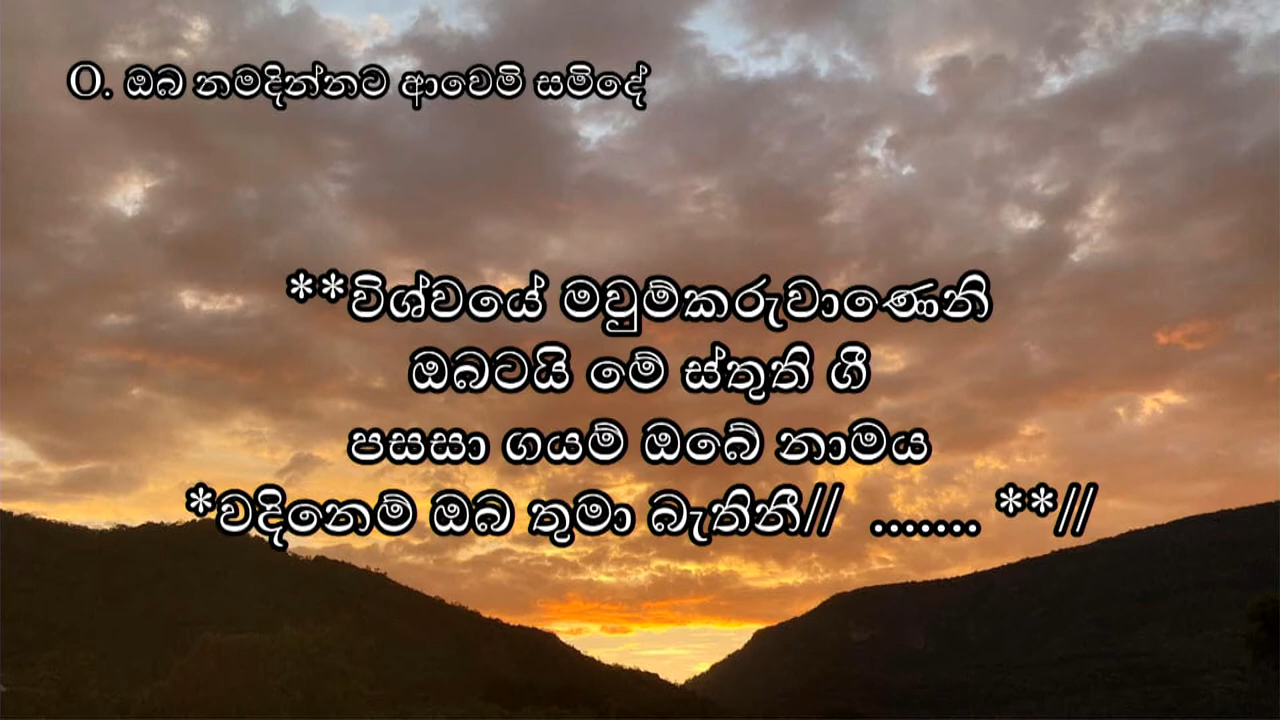 O. ඔබ නමදින්නට ආවෙමි සමිදේ
**විශ්වයේ මවුම්කරුවාණෙනි
ඔබටයි මේ ස්තුති ගී
පසසා ගයම් ඔබේ නාමය
*වදිනෙම් ඔබ තුමා බැතිනී// ....... **//